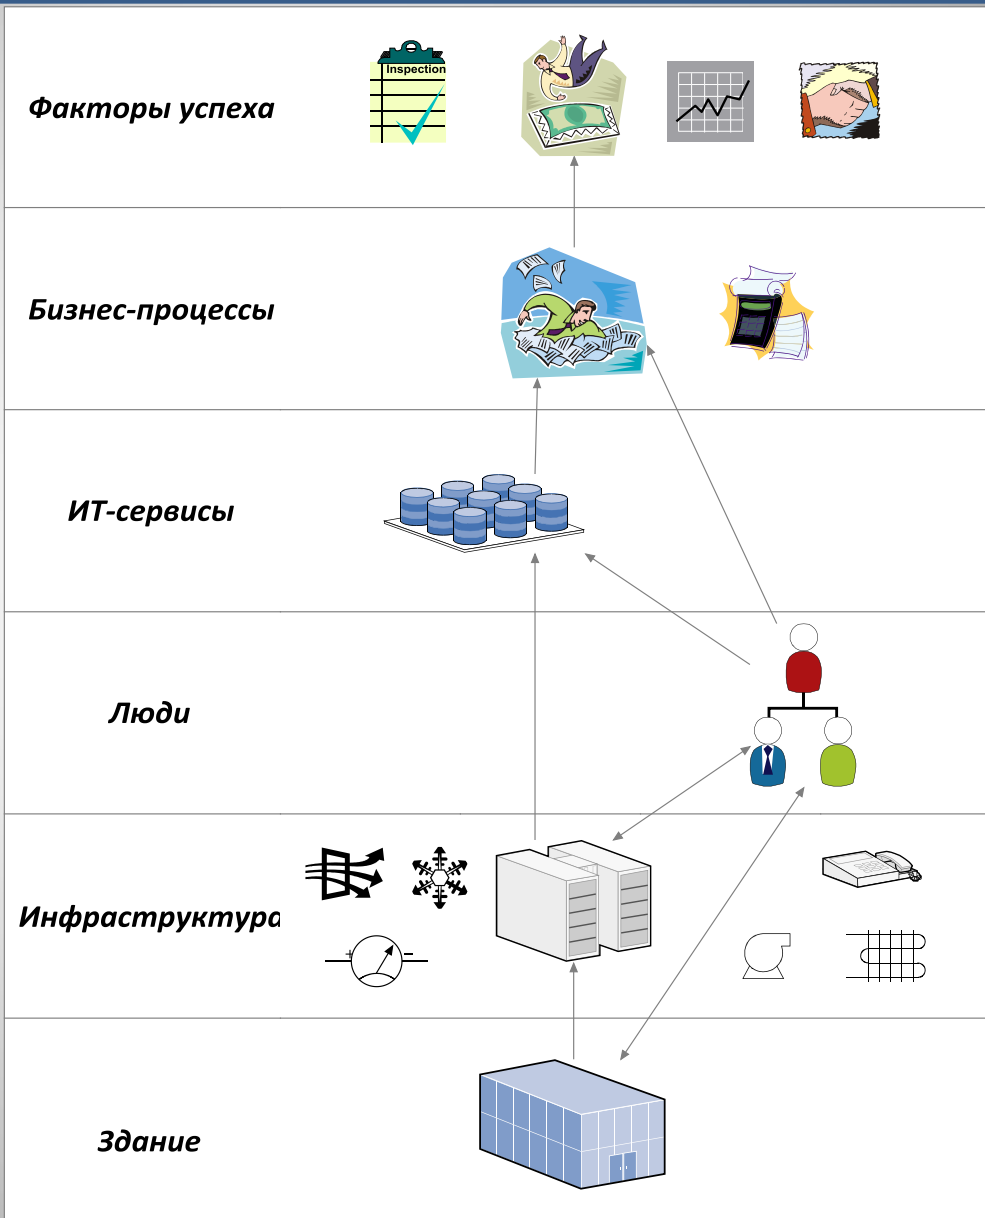 Inspection
Факторы успеха
Бизнес-процессы
ИТ-сервисы
Люди
Инфраструктура
+ −
Здание